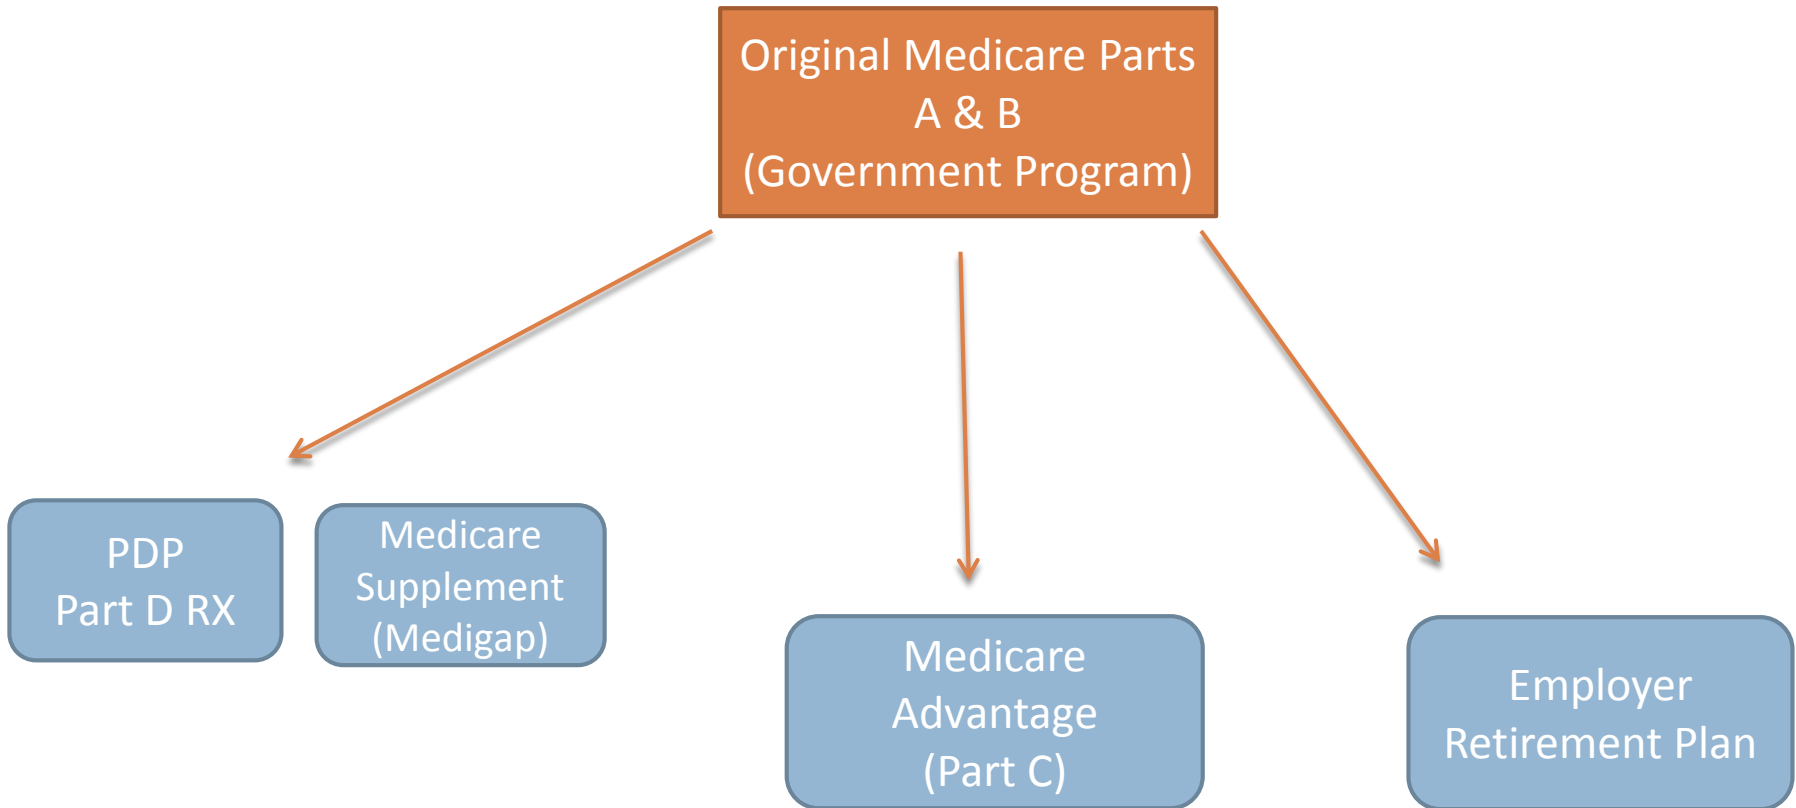 Original Medicare Parts
A & B
(Government Program)
PDP
Part D RX
Medicare
Supplement
(Medigap)
Medicare
Advantage
(Part C)
Employer
Retirement Plan